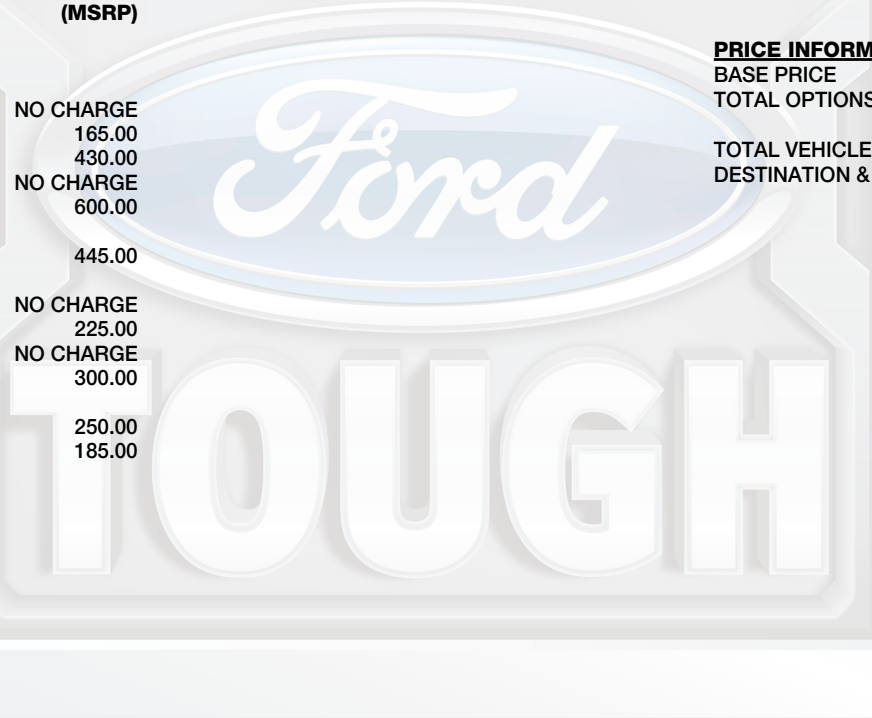 (MSRP)
NO CHARGE
165.00
430.00
NO CHARGE
600.00
445.00
NO CHARGE
225.00
NO CHARGE
300.00
250.00
185.00
PRICE INFORM
BASE PRICE
TOTAL OPTIONS
TOTAL VEHICLE
DESTINATION &
Ford
TOUGH